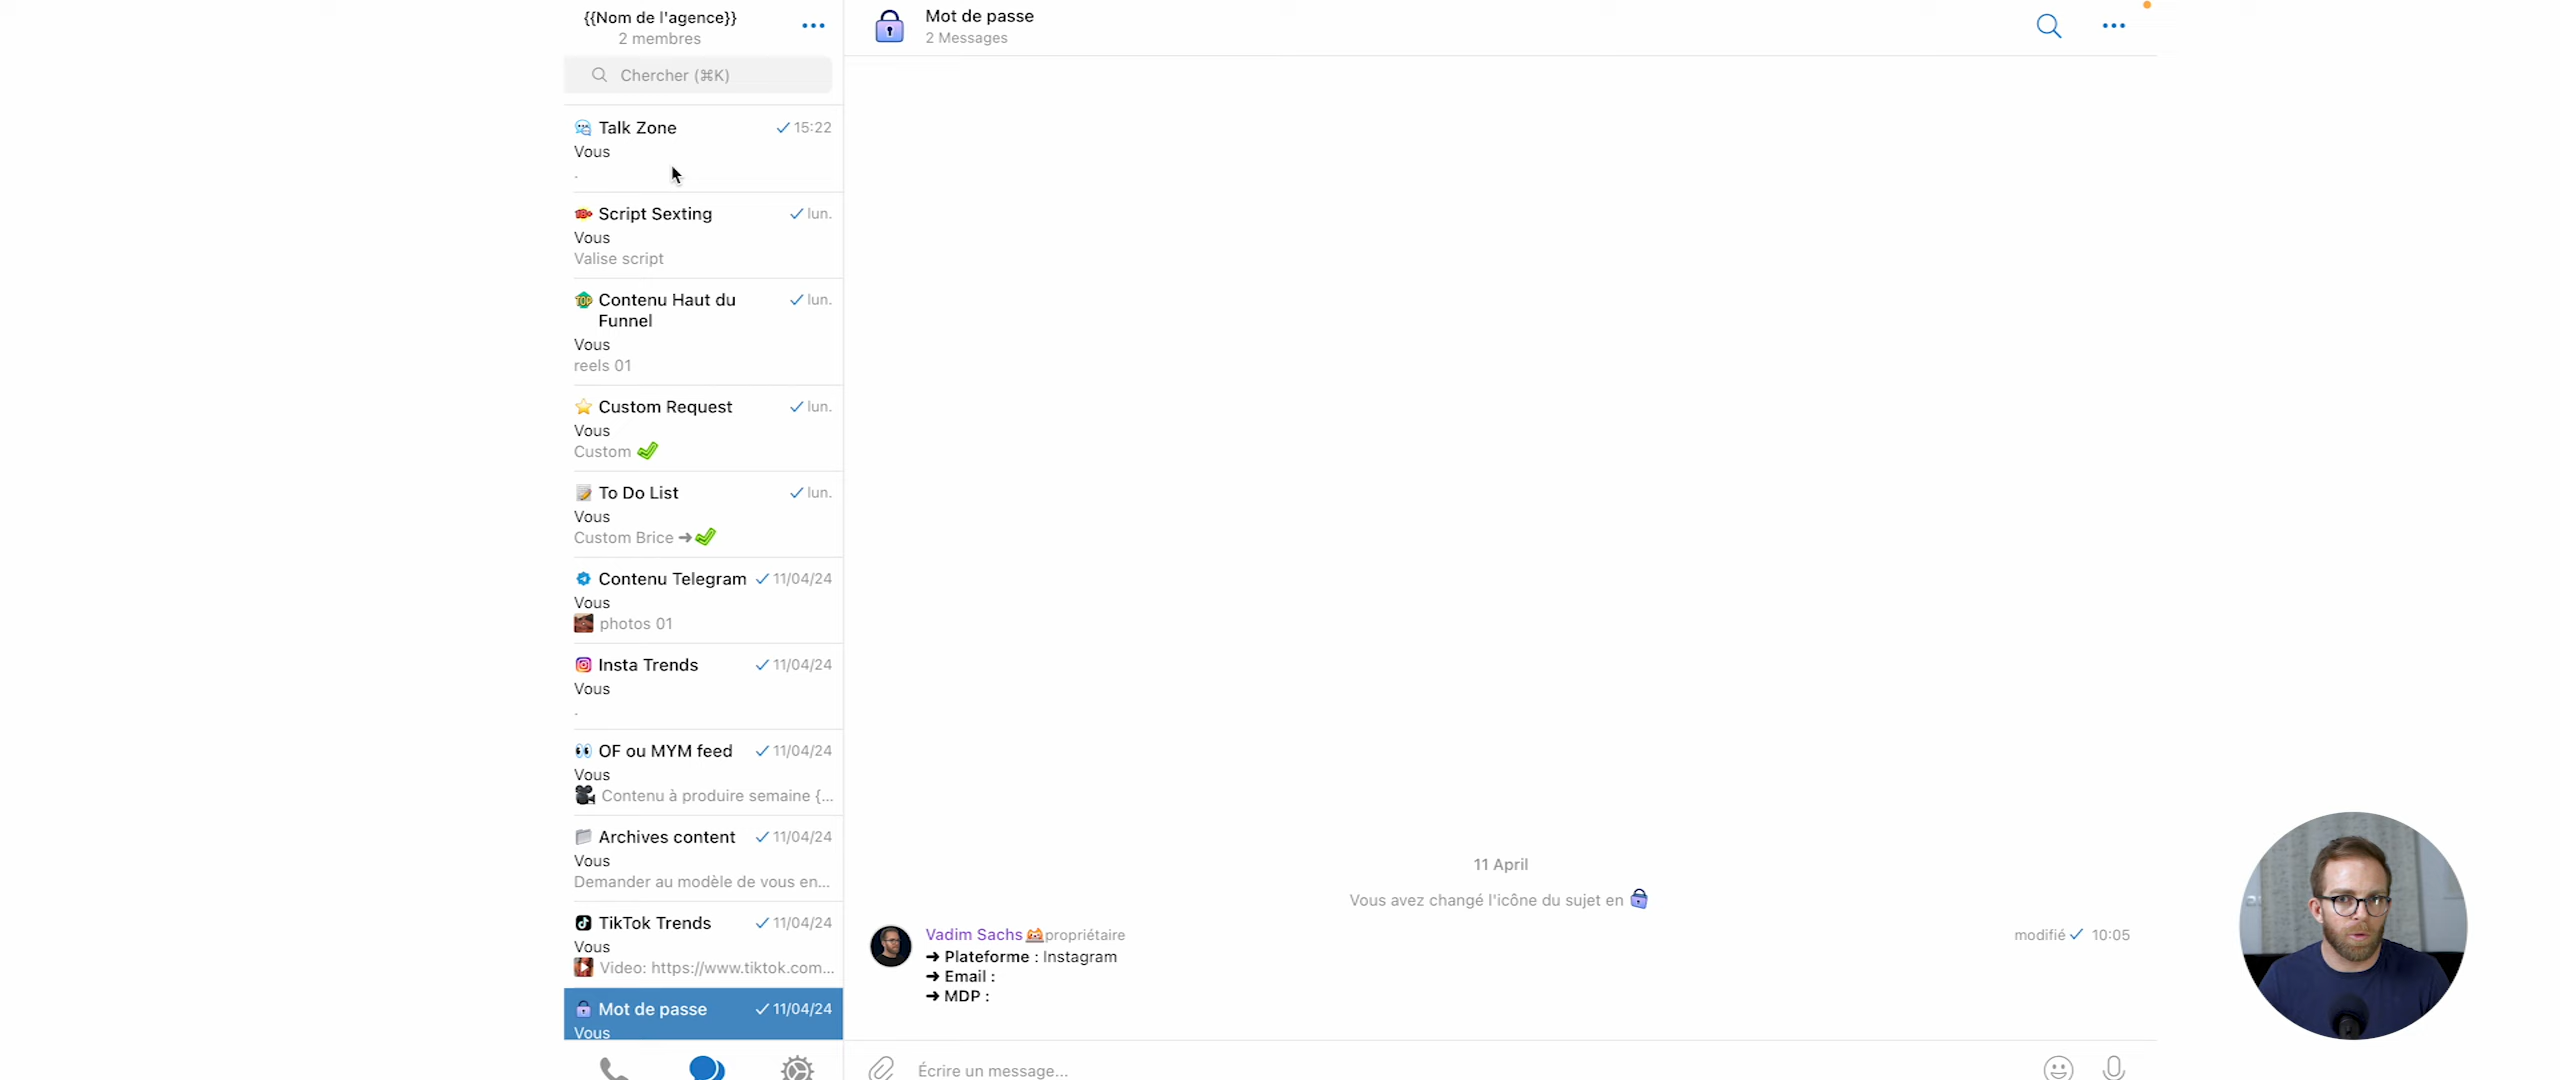 {{Nom de l'agence}}
2 membres
Chercher (⌘K)
Talk Zone
15:22
Vous
.
Script Sexting
lun.
Vous
Valise script
Contenu Haut du
Funnel
lun.
Vous
reels 01
Custom Request
lun.
Vous
Custom
To Do List
lun.
Vous
Custom Brice ➜
Contenu Telegram
11/04/24
Vous
photos 01
Insta Trends
11/04/24
Vous
.
OF ou MYM feed
11/04/24
Vous
Contenu à produire semaine {...
Archives content
11/04/24
Vous
Demander au modèle de vous en...
TikTok Trends
11/04/24
Vous
Video: https://www.tiktok.com...
Mot de passe
11/04/24
Vous
Mot de passe
2 Messages
11 April
Vous avez changé l'icône du sujet en
Vadim Sachs propriétaire
modifié 10:05
➜ Plateforme : Instagram
➜ Email :
➜ MDP :
Écrire un message...